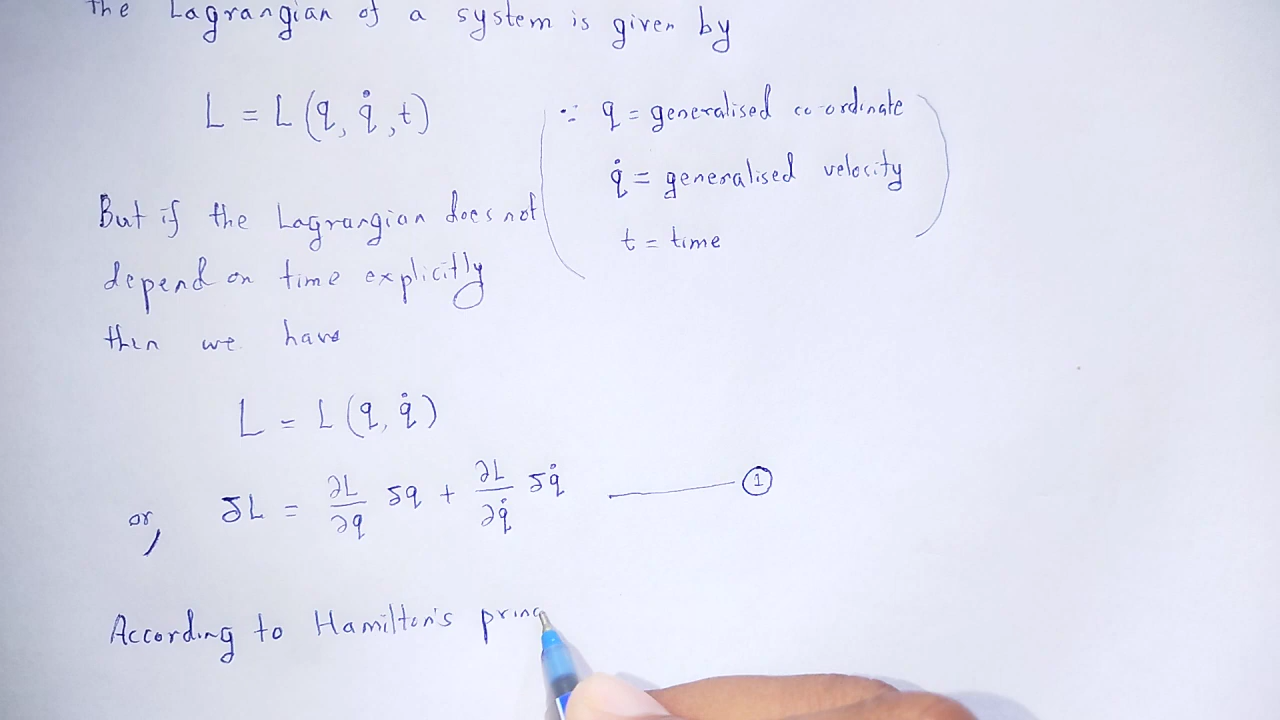 The Lagrangian of a system is given by
L = L(q, q̇, t) (∵ q = generalised co-ordinate
q̇ = generalised velocity
t = time)
But if the Lagrangian does not
depend on time explicitly
then we have
L = L(q, q̇)
or, δL = ∂L/∂q δq + ∂L/∂q̇ δq̇ —— ①
According to Hamilton's princ